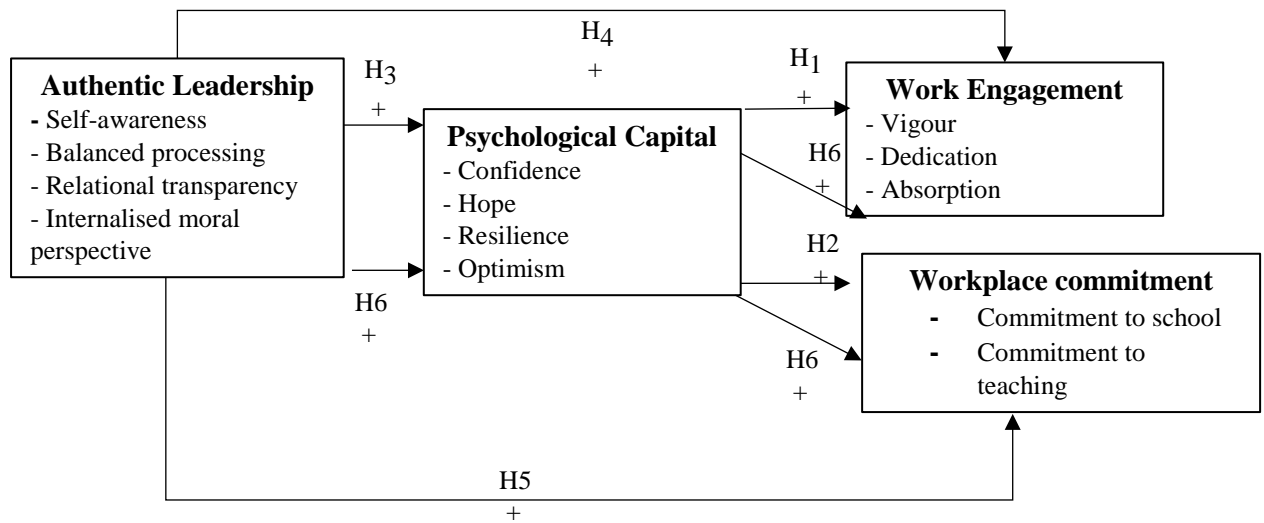 H4
+
Authentic Leadership
- Self-awareness
- Balanced processing
- Relational transparency
- Internalised moral
perspective
H3
+
H6
+
Psychological Capital
- Confidence
- Hope
- Resilience
- Optimism
H1
+
H6
+
H2
+
H6
+
Work Engagement
- Vigour
- Dedication
- Absorption
Workplace commitment
- Commitment to school
- Commitment to
teaching
H5
+